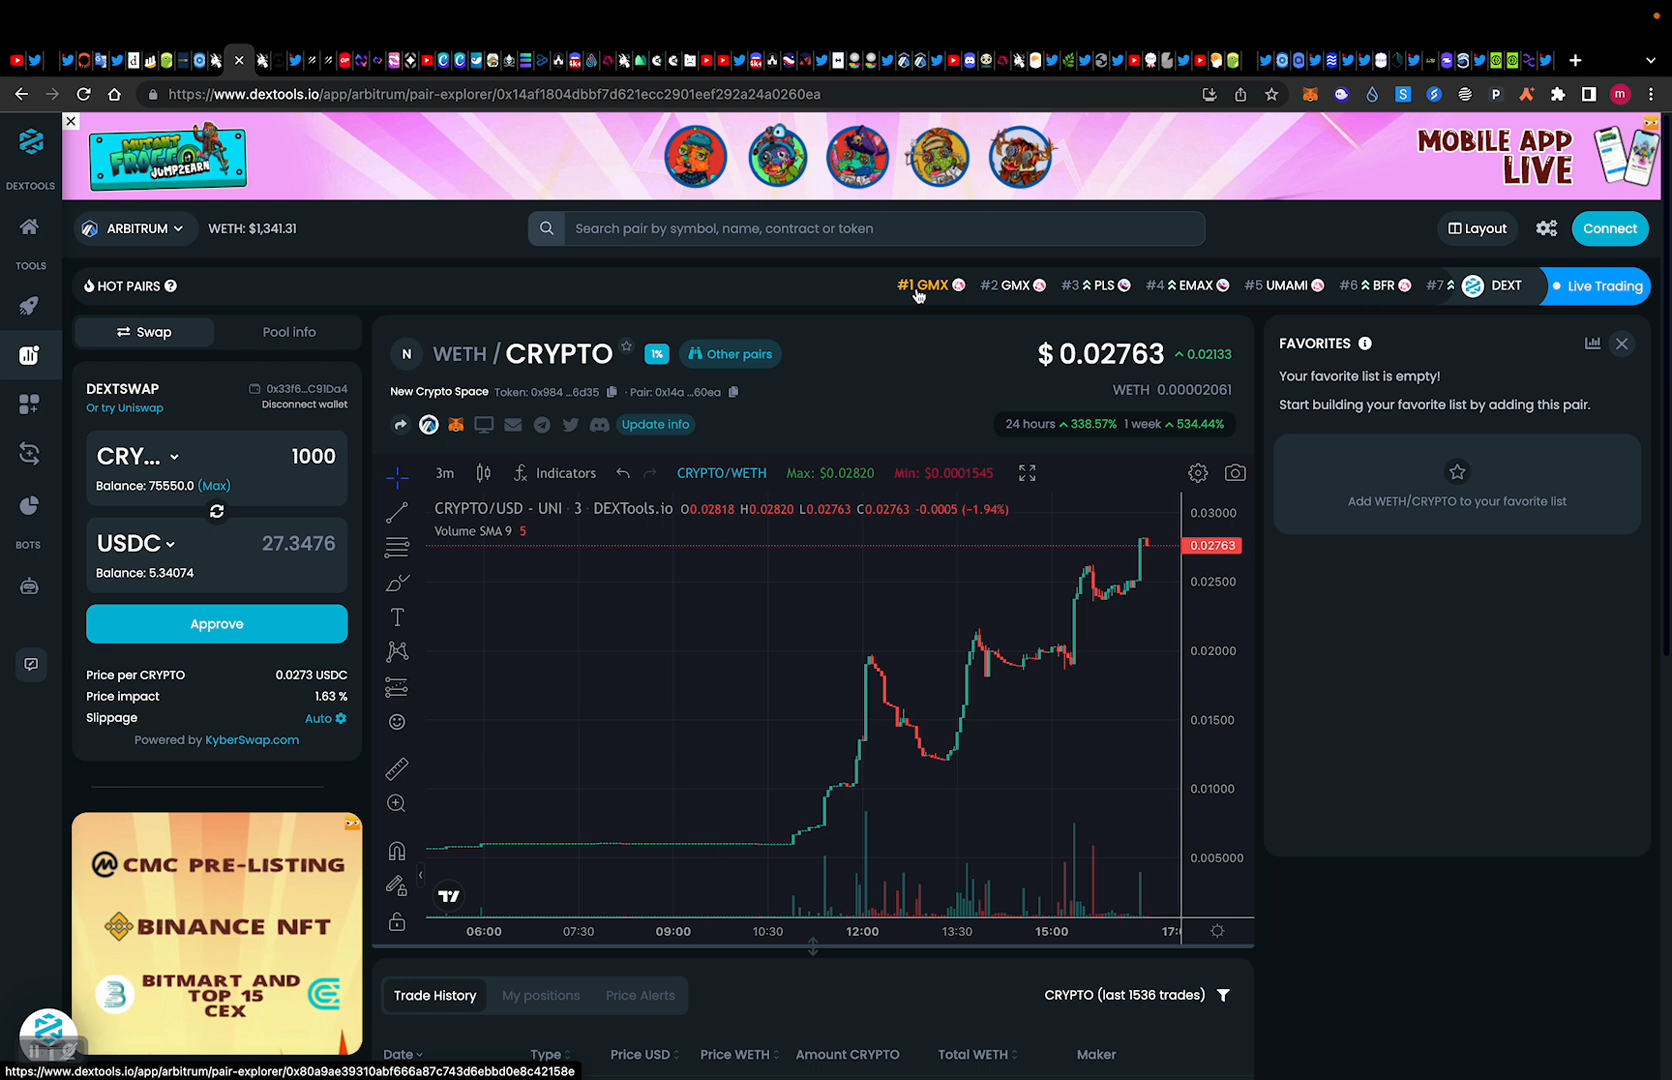 https://www.dextools.io/app/arbitrum/pair-explorer/0x14af1804dbbf7d621ecc2901eef292a24a0260ea
MUTANT FROGGO JUMP2EARN
MOBILE APP
LIVE
DEXTOOLS
ARBITRUM
WETH: $1,341.31
Search pair by symbol, name, contract or token
Layout
Connect
TOOLS
HOT PAIRS
#1 GMX
#2 GMX
#3 PLS
#4 EMAX
#5 UMAMI
#6 BFR
#7
DEXT
Live Trading
Swap
Pool info
DEXTSWAP
0x33f6...C91Da4
Or try Uniswap
Disconnect wallet
CRY...
1000
Balance: 75550.0 (Max)
BOTS
USDC
27.3476
Balance: 5.34074
Approve
Price per CRYPTO
0.0273 USDC
Price impact
1.63 %
Slippage
Auto
Powered by KyberSwap.com
CMC PRE-LISTING
BINANCE NFT
BITMART AND
TOP 15
CEX
N
WETH / CRYPTO
1%
Other pairs
$ 0.02763
0.02133
New Crypto Space
Token: 0x984 ...6d35
· Pair: 0x14a ...60ea
WETH 0.00002061
Update info
24 hours 338.57% 1 week 534.44%
3m
Indicators
CRYPTO/WETH
Max: $0.02820
Min: $0.0001545
CRYPTO/USD - UNI · 3 · DEXTools.io O0.02818 H0.02820 L0.02763 C0.02763 -0.0005 (−1.94%)
Volume SMA 9 5
0.03000
0.02763
0.02500
0.02000
0.01500
0.01000
0.005000
06:00
07:30
09:00
10:30
12:00
13:30
15:00
17:
Trade History
My positions
Price Alerts
CRYPTO (last 1536 trades)
Date
Type
Price USD
Price WETH
Amount CRYPTO
Total WETH
Maker
FAVORITES
Your favorite list is empty!
Start building your favorite list by adding this pair.
Add WETH/CRYPTO to your favorite list
https://www.dextools.io/app/arbitrum/pair-explorer/0x80a9ae39310abf666a87c743d6ebbd0e8c42158e